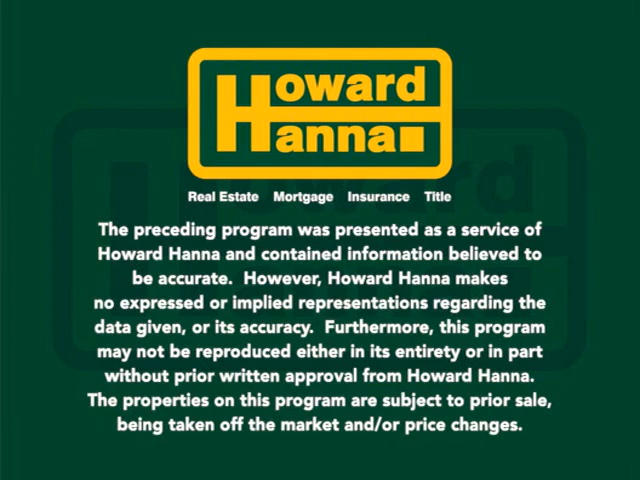 Howard
Hanna
Real Estate Mortgage Insurance Title
The preceding program was presented as a service of
Howard Hanna and contained information believed to
be accurate. However, Howard Hanna makes
no expressed or implied representations regarding the
data given, or its accuracy. Furthermore, this program
may not be reproduced either in its entirety or in part
without prior written approval from Howard Hanna.
The properties on this program are subject to prior sale,
being taken off the market and/or price changes.